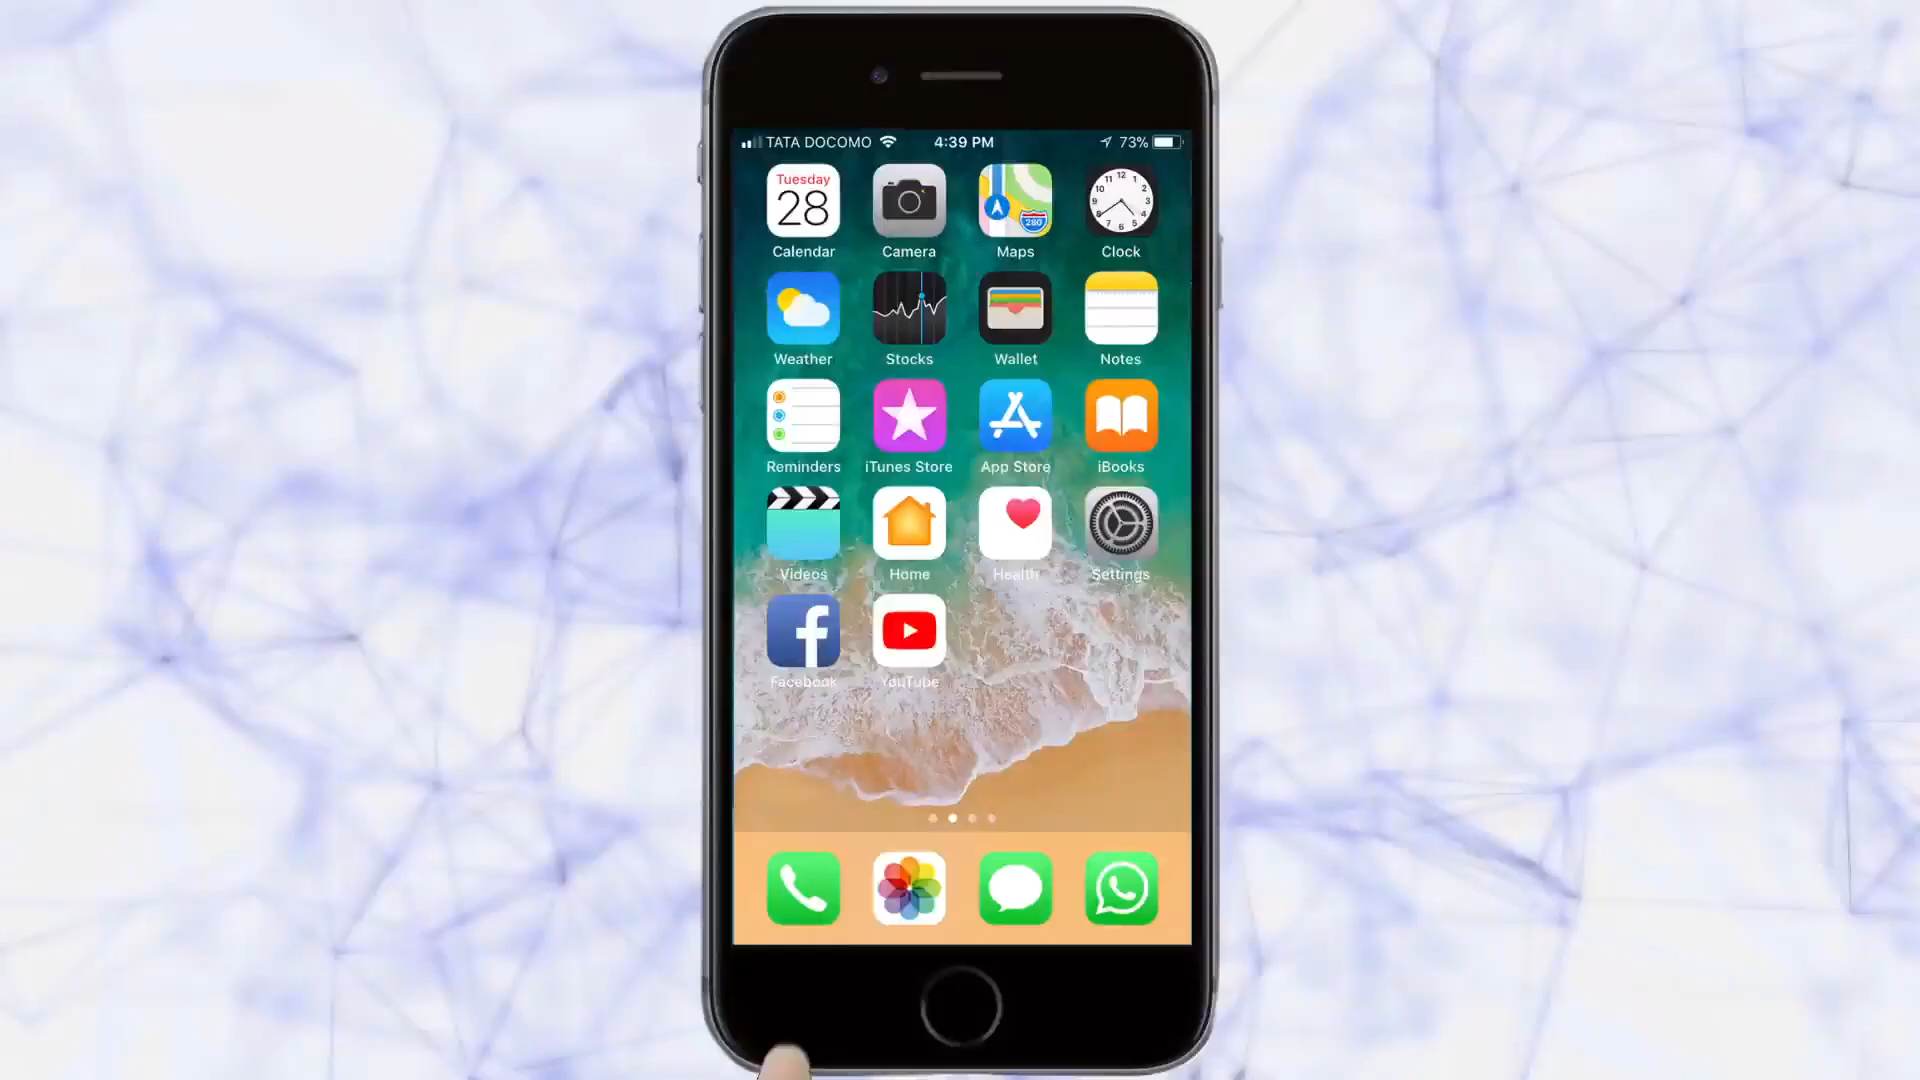 TATA DOCOMO 4:39 PM 73%
Tuesday
28
Calendar Camera Maps Clock
280
Weather Stocks Wallet Notes
Reminders iTunes Store App Store iBooks
Videos Home Health Settings
Facebook YouTube